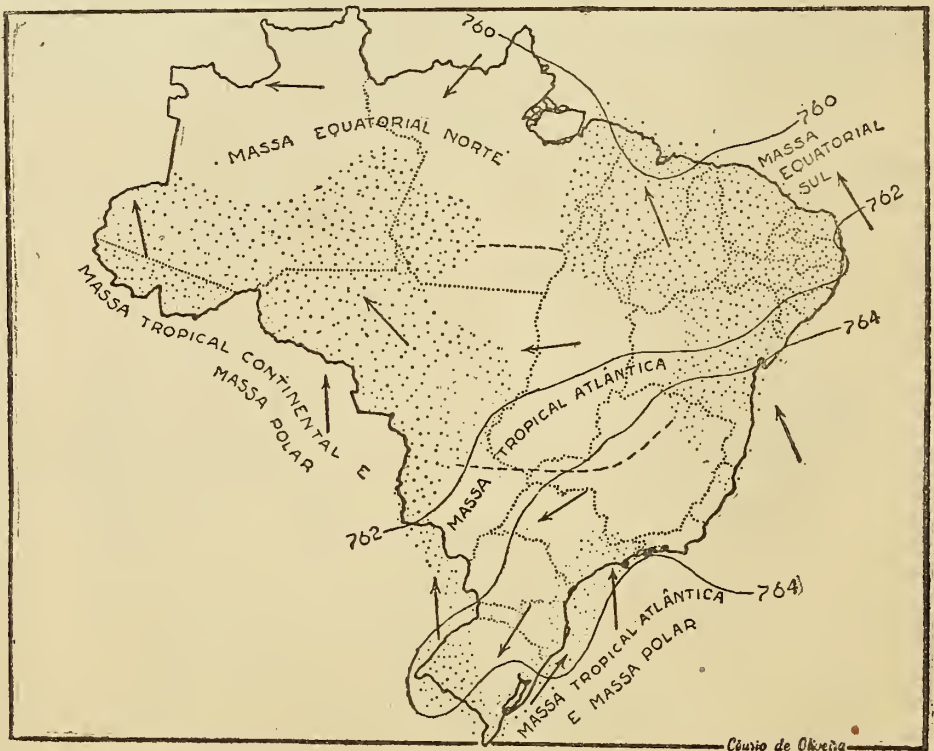 760
760
MASSA EQUATORIAL NORTE
MASSA
EQUATORIAL
SUL
762
764
MASSA TROPICAL CONTINENTAL E
MASSA POLAR
MASSA TROPICAL ATLÂNTICA
762
764
MASSA TROPICAL ATLÂNTICA
E MASSA POLAR
de Oliveira